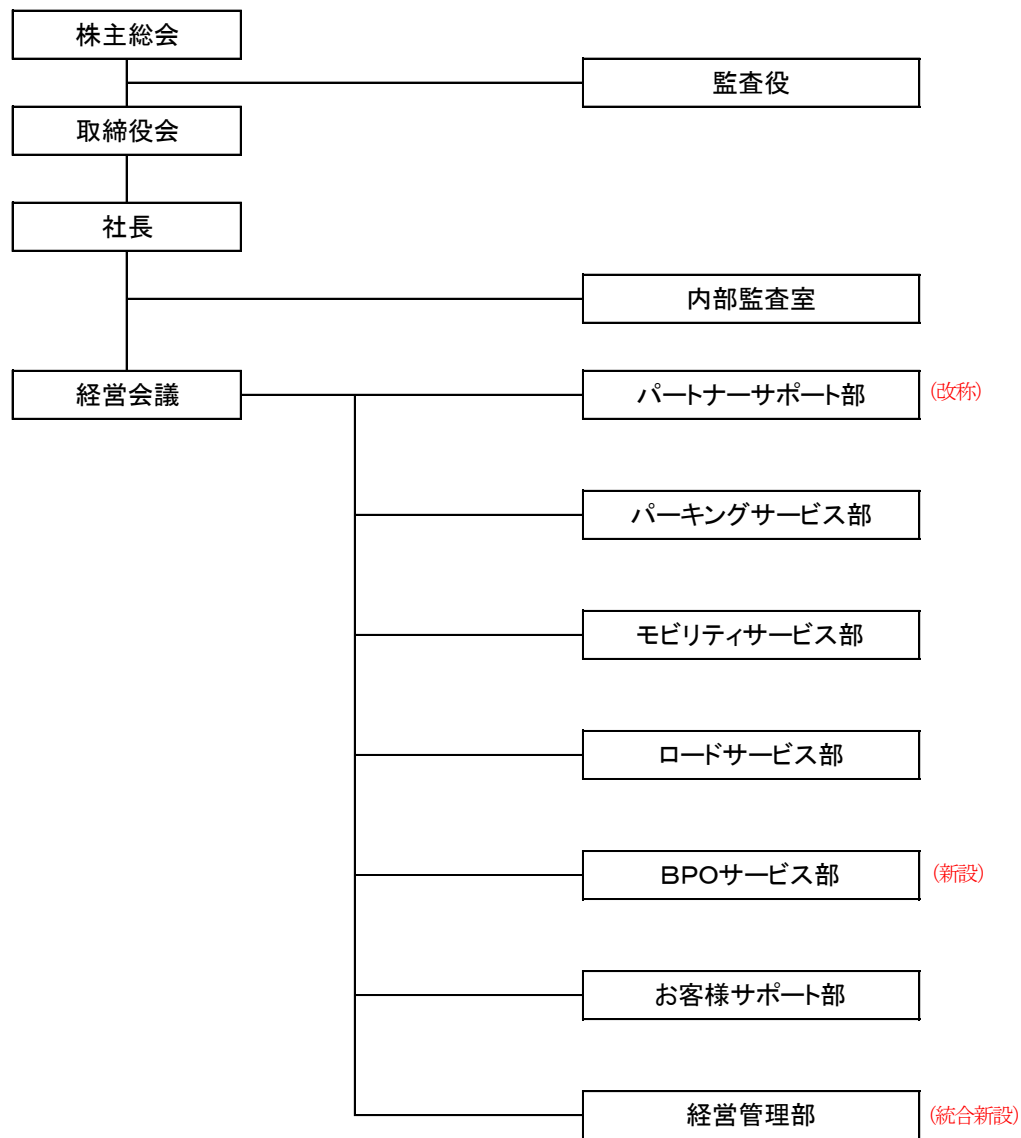 株主総会
監査役
取締役会
社長
内部監査室
経営会議
パートナーサポート部
(改称)
パーキングサービス部
モビリティサービス部
ロードサービス部
BPOサービス部
(新設)
お客様サポート部
経営管理部
(統合新設)